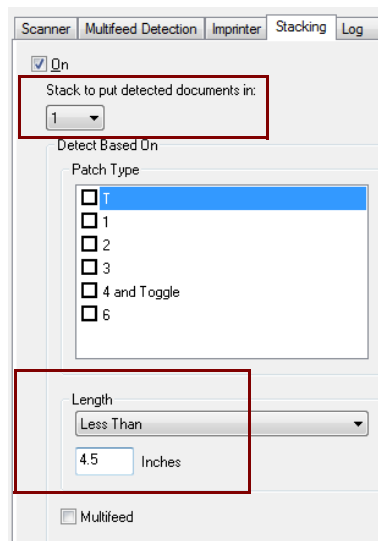 Scanner Multifeed Detection Imprinter Stacking Log
On
Stack to put detected documents in:
1
Detect Based On
Patch Type
T
1
2
3
4 and Toggle
6
Length
Less Than
4.5 Inches
Multifeed